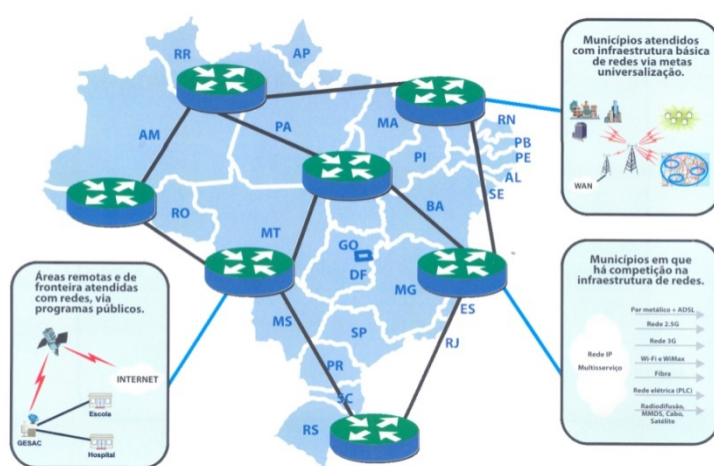 RR
AP
AM
PA
MA
RN
PB
PE
PI
AL
SE
RO
BA
MT
GO
DF
MG
ES
MS
SP
RJ
PR
SC
RS
Municípios atendidos
com infraestrutura básica
de redes via metas
universalização.
WAN
Municípios em que
há competição na
infraestrutura de redes.
Par metálico + ADSL
Rede 2.5G
Rede 3G
Rede IP
Multisserviço
Wi-Fi e WiMax
Fibra
Rede elétrica (PLC)
Radiodifusão,
MMDS, Cabo,
Satélite
Áreas remotas e de
fronteira atendidas
com redes, via
programas públicos.
INTERNET
Escola
GESAC
Hospital